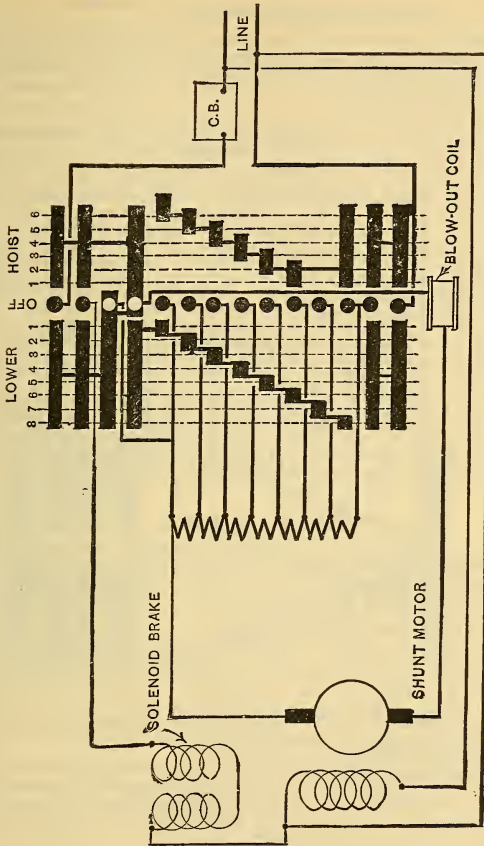 LOWER OFF HOIST
8 7 6 5 4 3 2 1 1 2 3 4 5 6
C.B.
LINE
BLOW-OUT COIL
SOLENOID BRAKE
SHUNT MOTOR